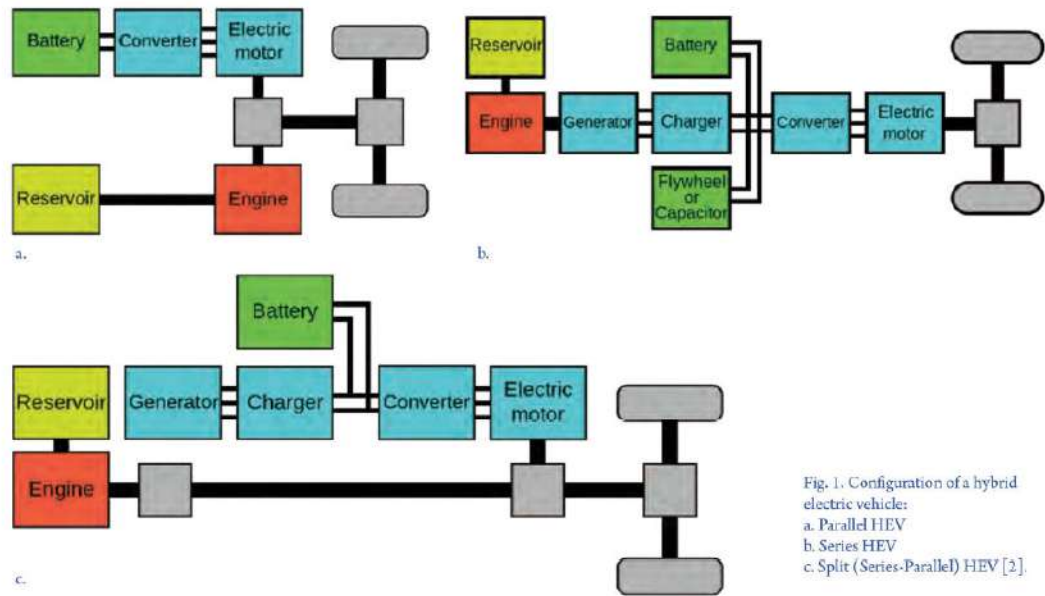 Battery
Converter
Electric
motor
Reservoir
Engine
a.
Reservoir
Battery
Engine
Generator
Charger
Converter
Electric
motor
Flywheel
or
Capacitor
b.
Battery
Reservoir
Generator
Charger
Converter
Electric
motor
Engine
c.
Fig. 1. Configuration of a hybrid
electric vehicle:
a. Parallel HEV
b. Series HEV
c. Split (Series-Parallel) HEV [2].